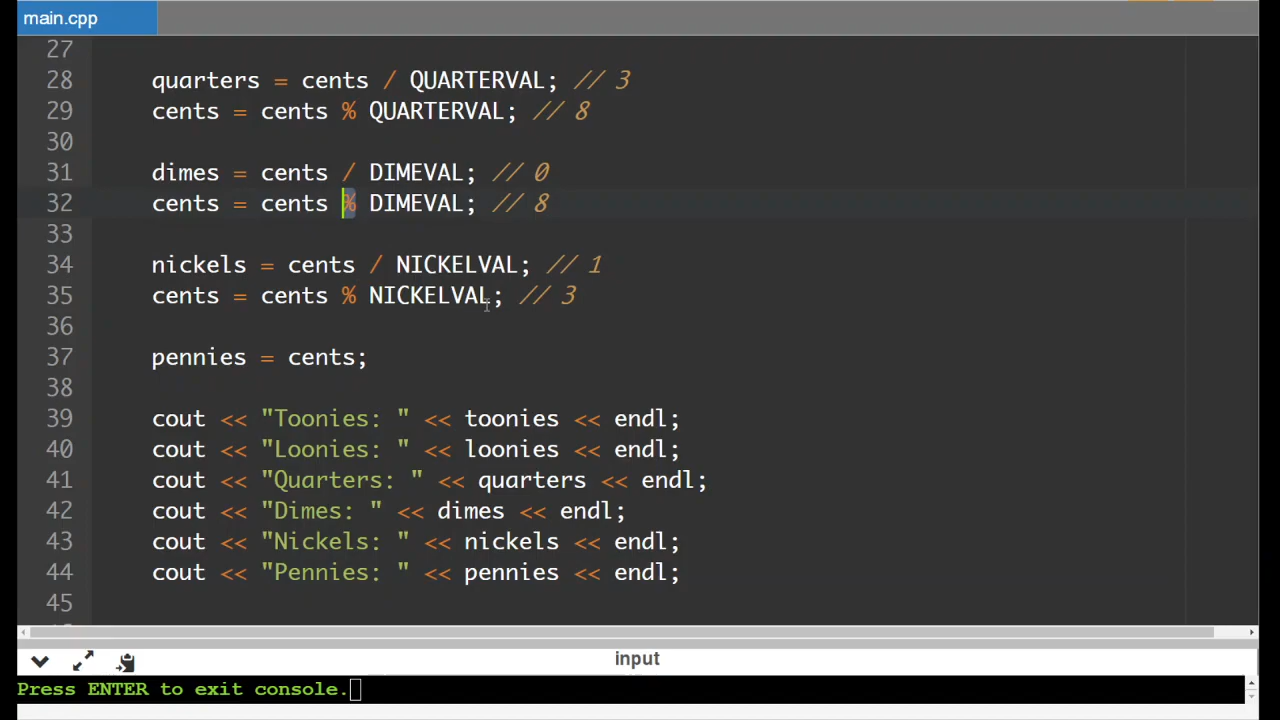 main.cpp
27
28 quarters = cents / QUARTERVAL; // 3
29 cents = cents % QUARTERVAL; // 8
30
31 dimes = cents / DIMEVAL; // 0
32 cents = cents % DIMEVAL; // 8
33
34 nickels = cents / NICKELVAL; // 1
35 cents = cents % NICKELVAL; // 3
36
37 pennies = cents;
38
39 cout << "Toonies: " << toonies << endl;
40 cout << "Loonies: " << loonies << endl;
41 cout << "Quarters: " << quarters << endl;
42 cout << "Dimes: " << dimes << endl;
43 cout << "Nickels: " << nickels << endl;
44 cout << "Pennies: " << pennies << endl;
45
input
Press ENTER to exit console.